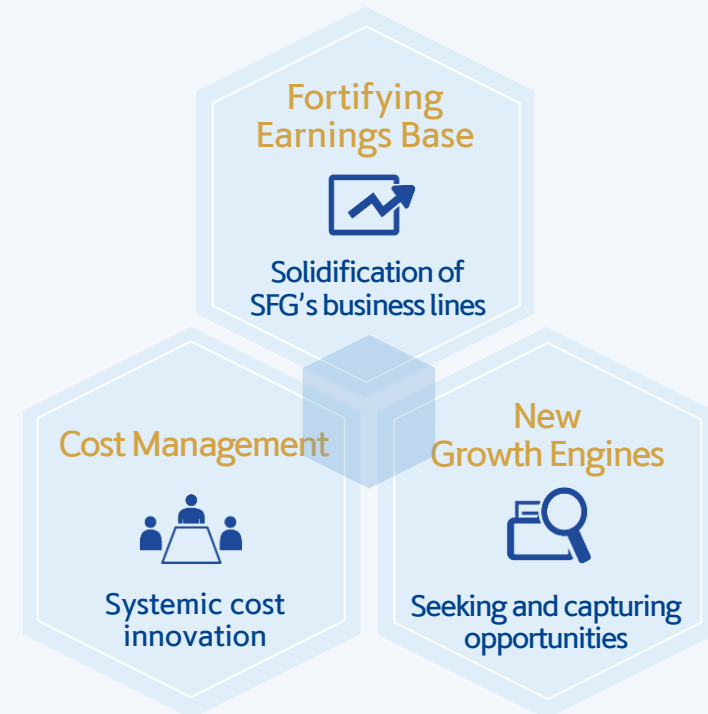 Fortifying
Earnings Base
Solidification of
SFG's business lines
Cost Management
Systemic cost
innovation
New
Growth Engines
Seeking and capturing
opportunities